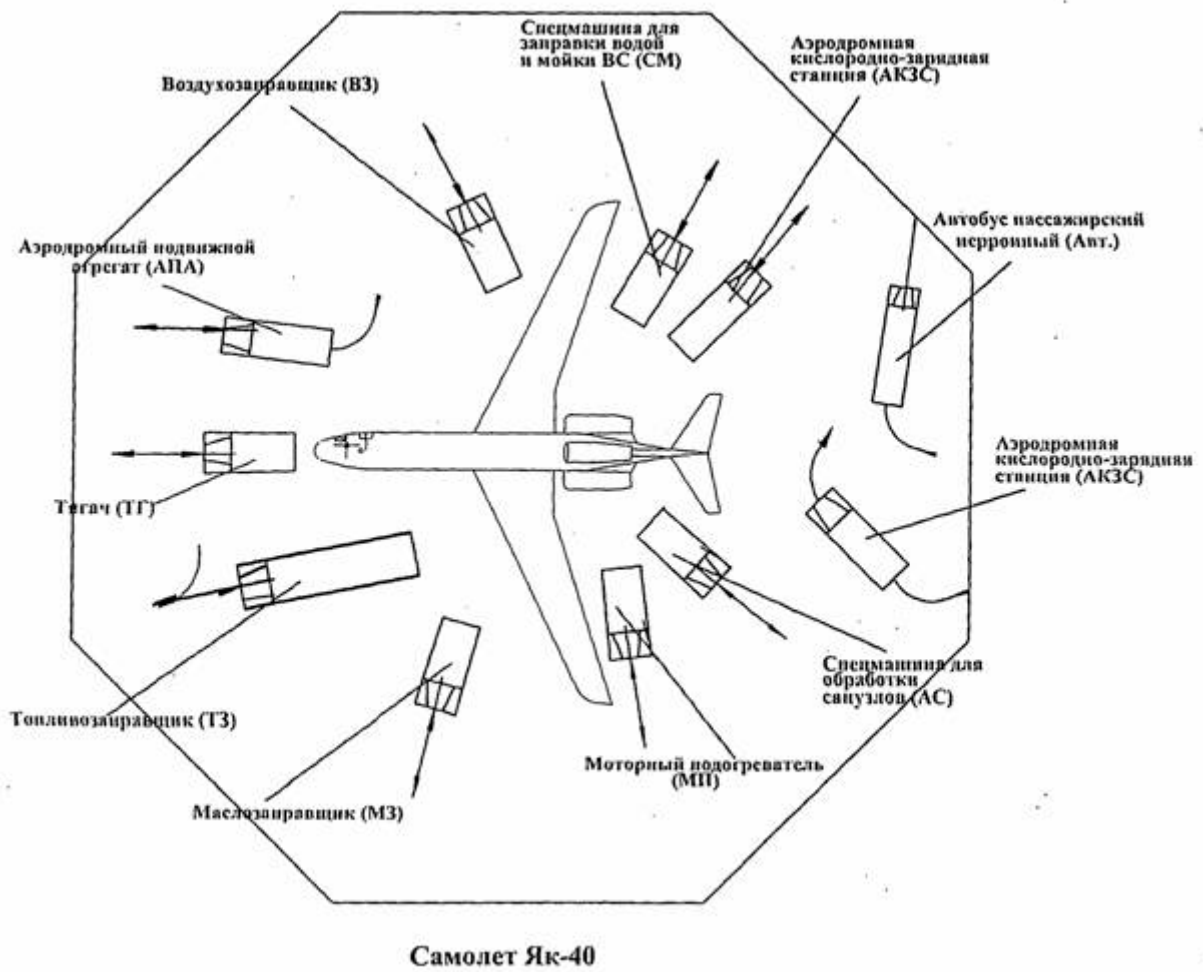 Спецмашина для
заправки водой
и мойки ВС (СМ)
Аэродромная
кислородно-зарядная
станция (АКЗС)
Воздухозаправщик (ВЗ)
Автобус пассажирский
перронный (Авт.)
Аэродромный подвижной
агрегат (АПА)
Аэродромная
кислородно-зарядная
станция (АКЗС)
Тягач (ТГ)
Спецмашина для
обработки
санузлов (АС)
Топливозаправщик (ТЗ)
Моторный подогреватель
(МП)
Маслозаправщик (МЗ)
Самолет Як-40